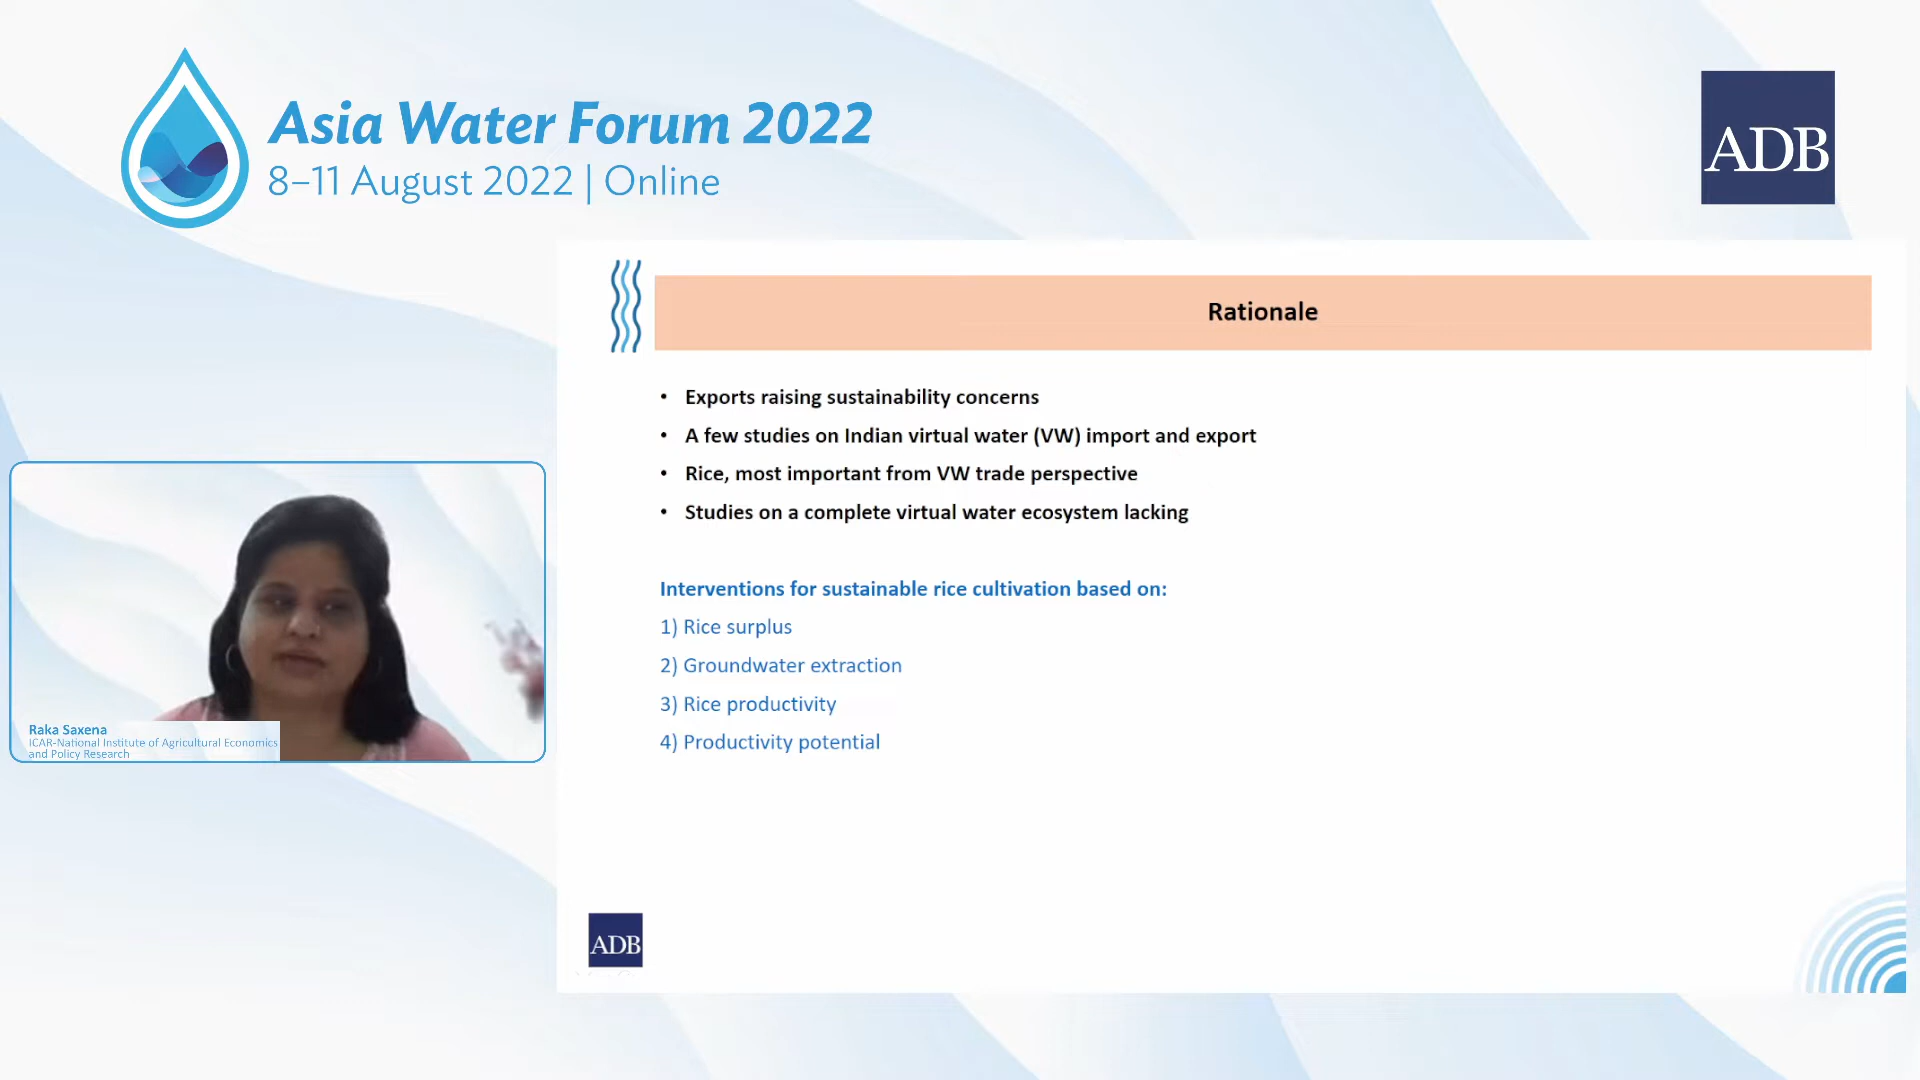 Asia Water Forum 2022
8–11 August 2022 | Online
ADB
Rationale
• Exports raising sustainability concerns
• A few studies on Indian virtual water (VW) import and export
• Rice, most important from VW trade perspective
• Studies on a complete virtual water ecosystem lacking
Interventions for sustainable rice cultivation based on:
1) Rice surplus
2) Groundwater extraction
3) Rice productivity
4) Productivity potential
Raka Saxena
ICAR-National Institute of Agricultural Economics
and Policy Research
ADB